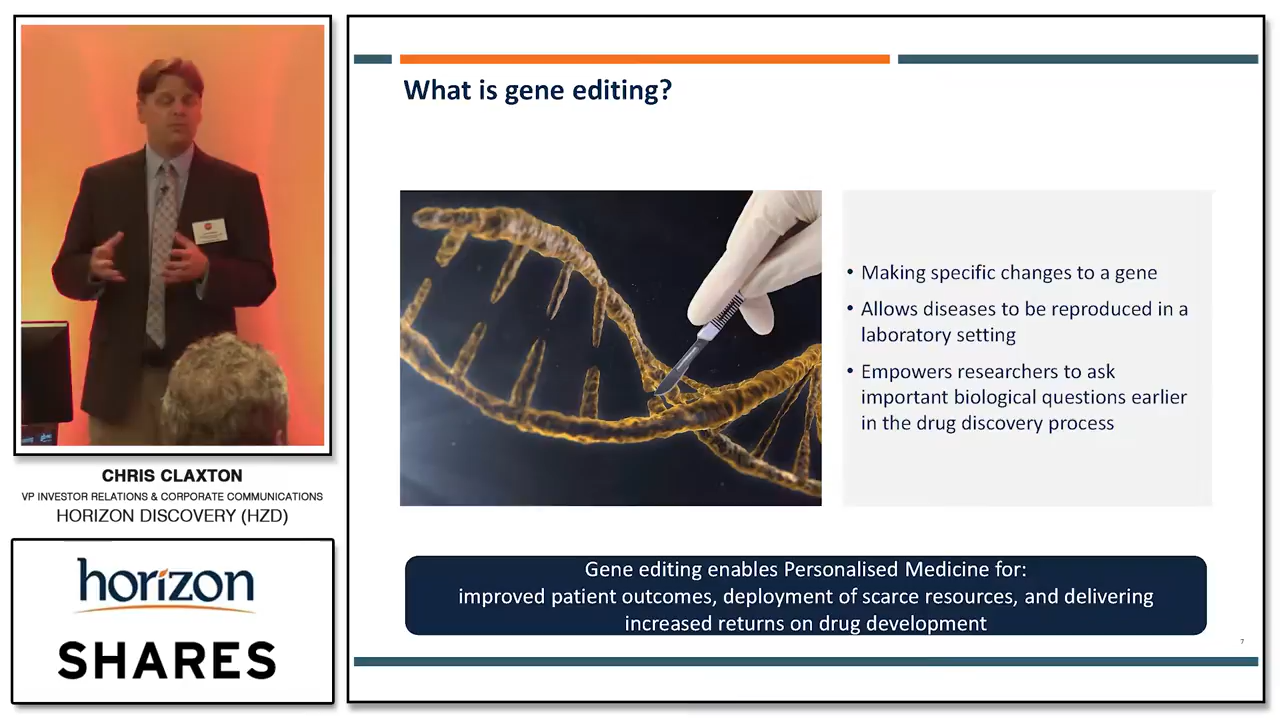 CHRIS CLAXTON
VP INVESTOR RELATIONS & CORPORATE COMMUNICATIONS
HORIZON DISCOVERY (HZD)
horizon
SHARES
What is gene editing?
• Making specific changes to a gene
• Allows diseases to be reproduced in a
laboratory setting
• Empowers researchers to ask
important biological questions earlier
in the drug discovery process
Gene editing enables Personalised Medicine for:
improved patient outcomes, deployment of scarce resources, and delivering
increased returns on drug development
7